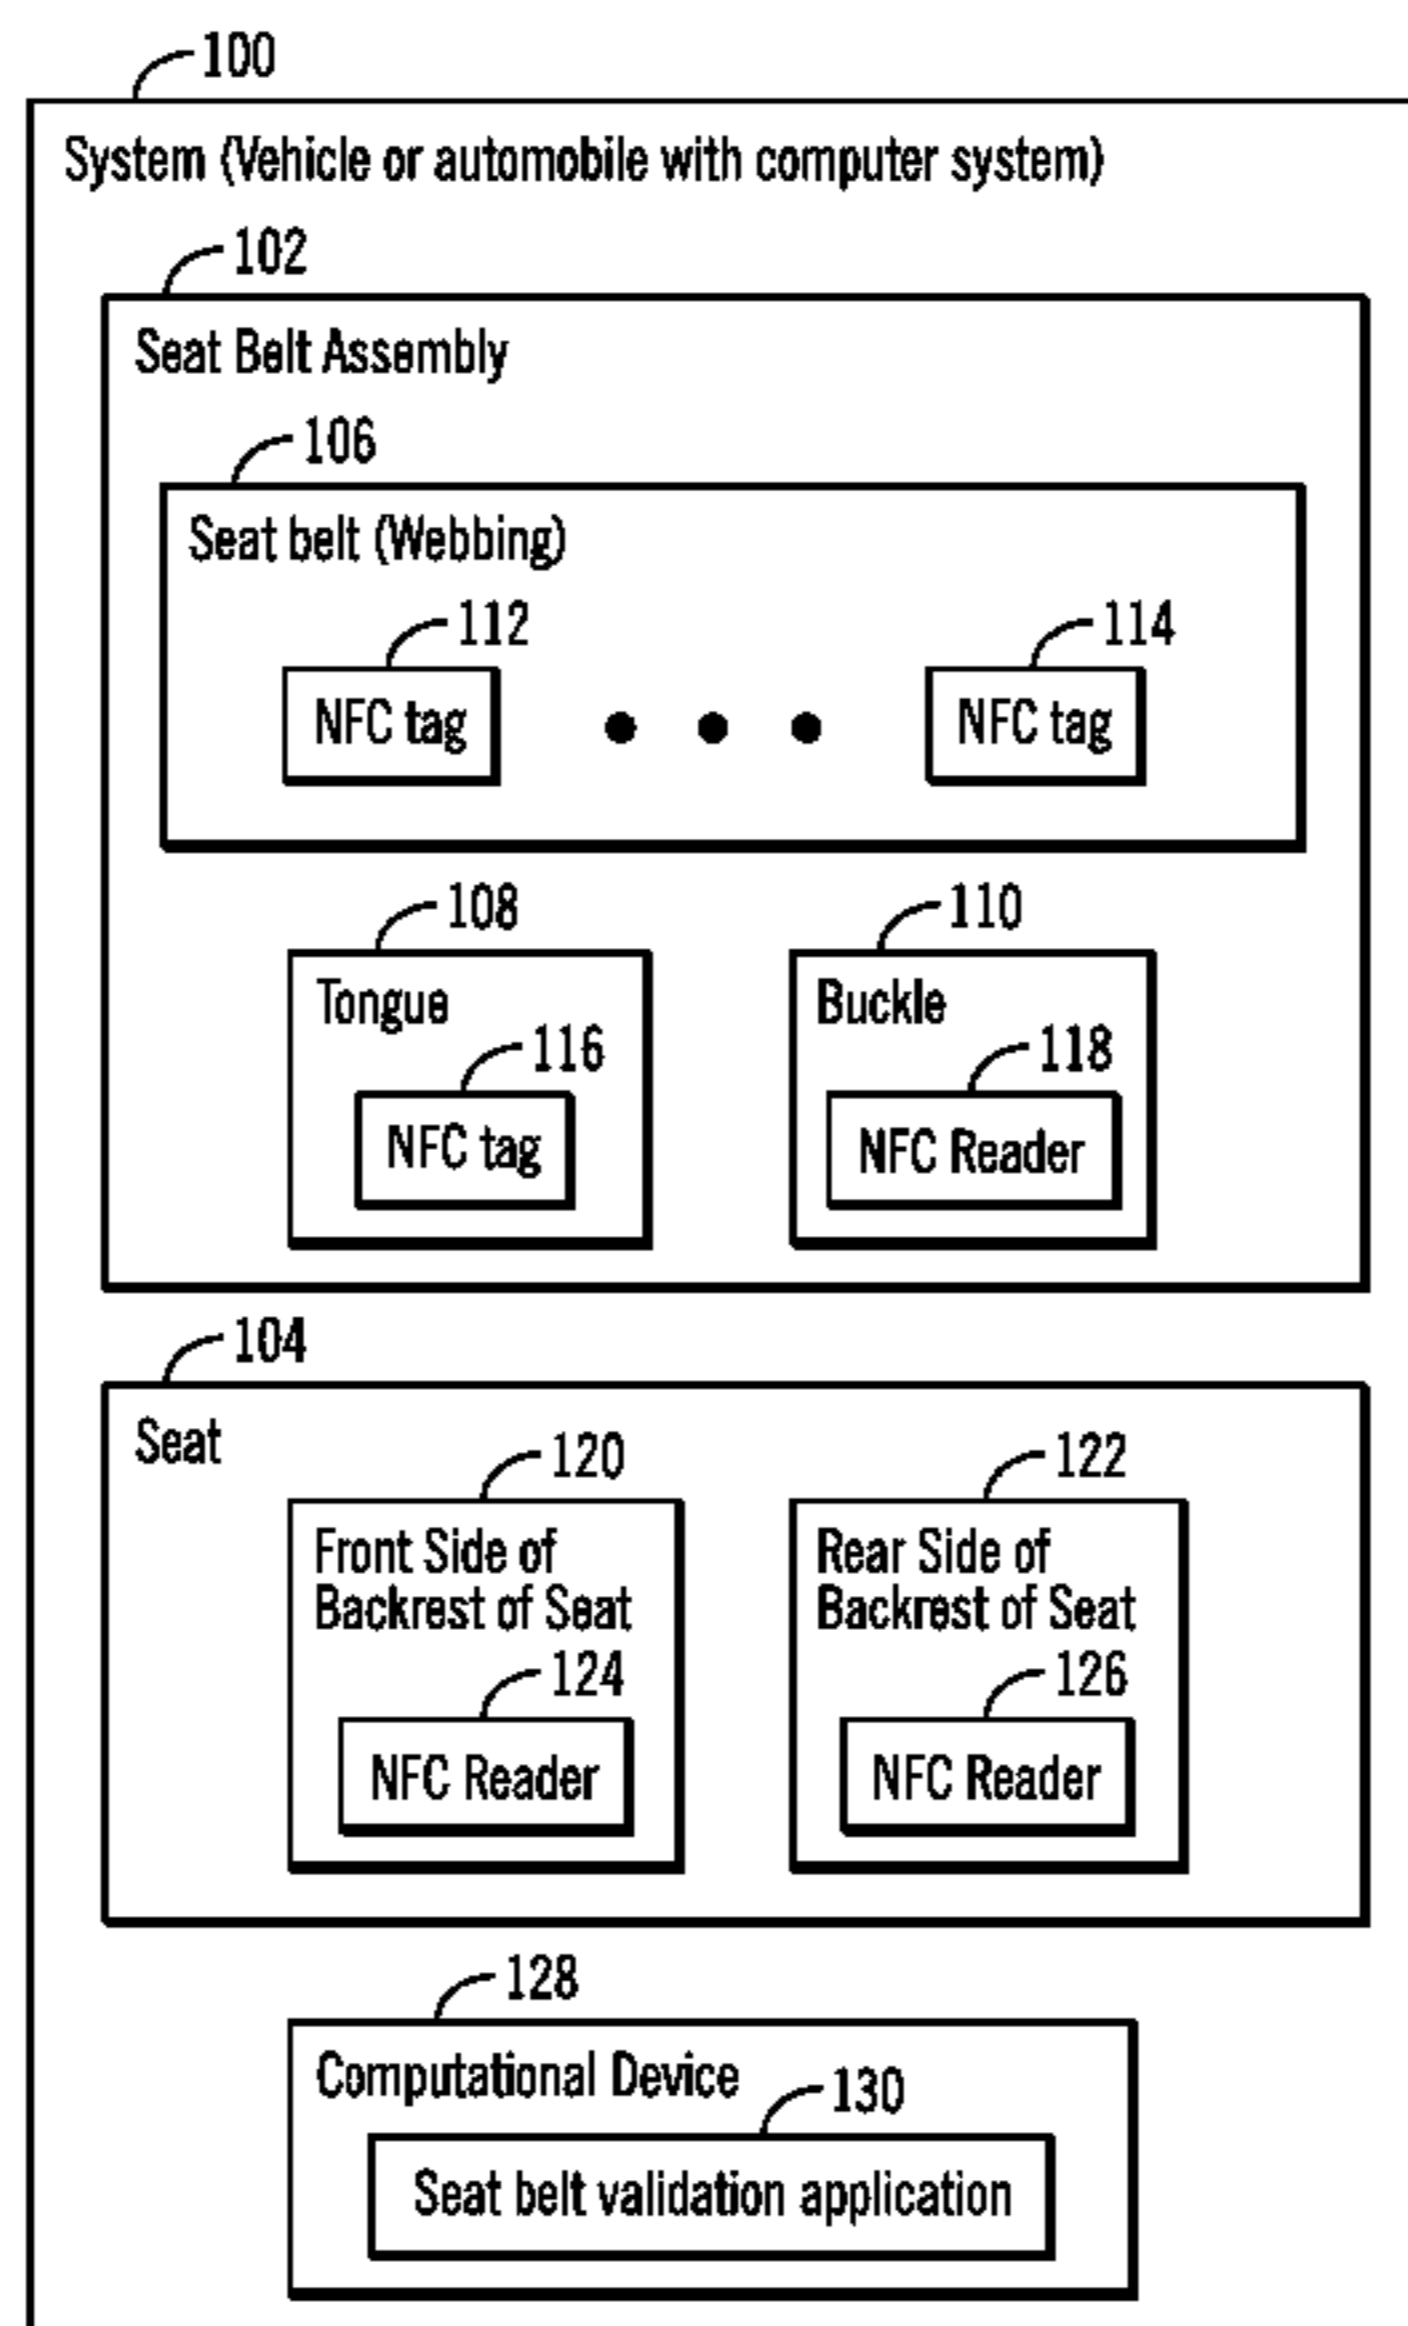 100
System (Vehicle or automobile with computer system)
102
Seat Belt Assembly
106
Seat belt (Webbing)
112 114
NFC tag NFC tag
108 110
Tongue Buckle
116 118
NFC tag NFC Reader
104
Seat
120 122
Front Side of Rear Side of
Backrest of Seat Backrest of Seat
124 126
NFC Reader NFC Reader
128
Computational Device
130
Seat belt validation application